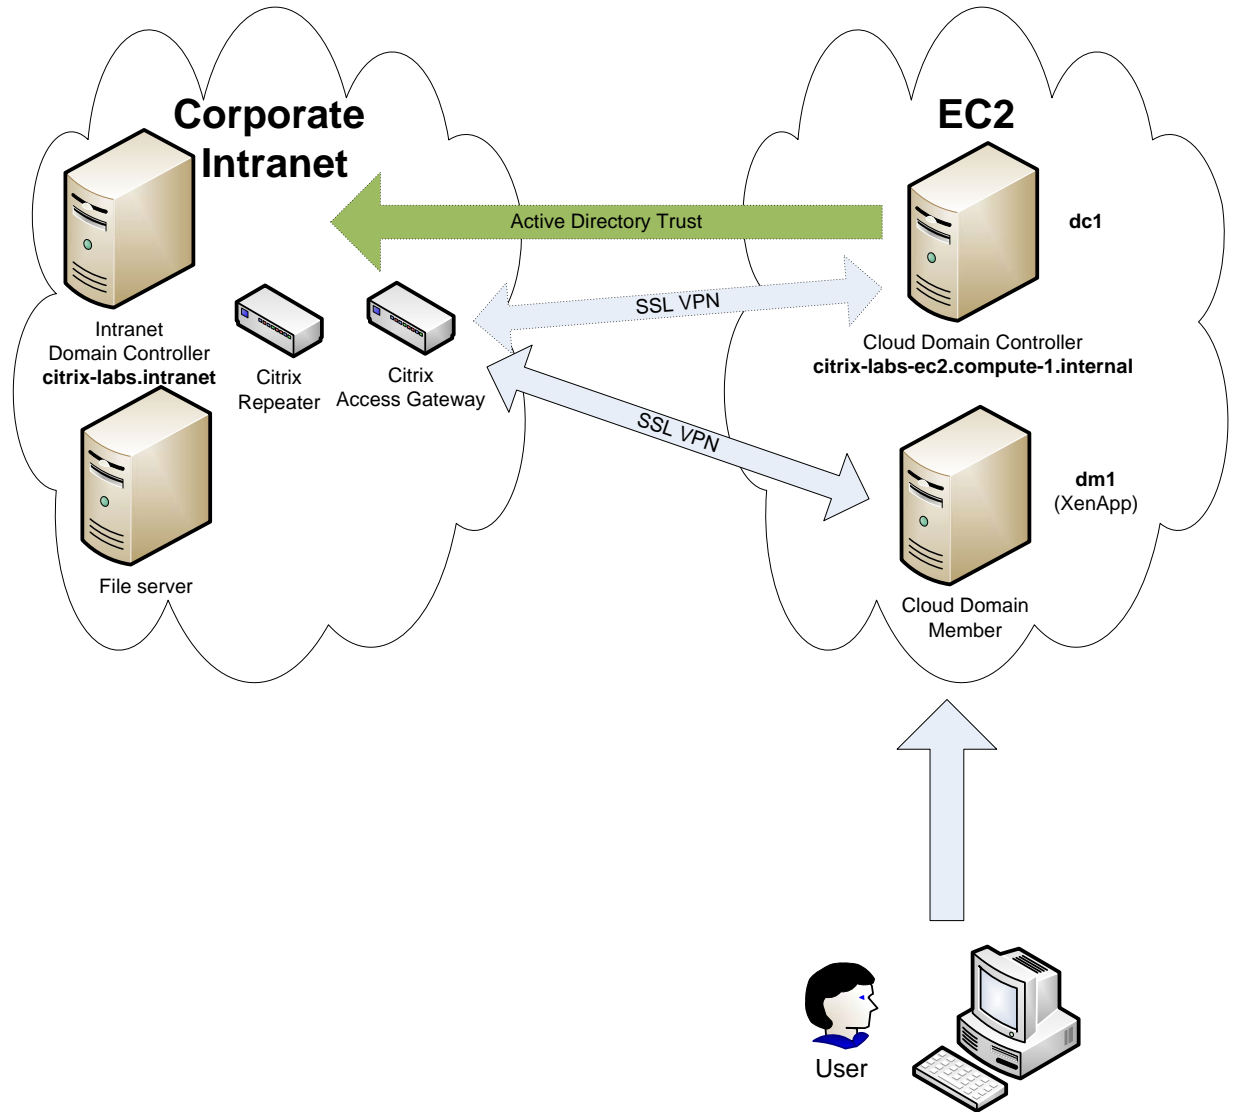 Corporate
Intranet
EC2
Active Directory Trust
dc1
SSL VPN
Intranet
Domain Controller
citrix-labs.intranet
Citrix
Repeater
Citrix
Access Gateway
Cloud Domain Controller
citrix-labs-ec2.compute-1.internal
SSL VPN
dm1
(XenApp)
File server
Cloud Domain
Member
User